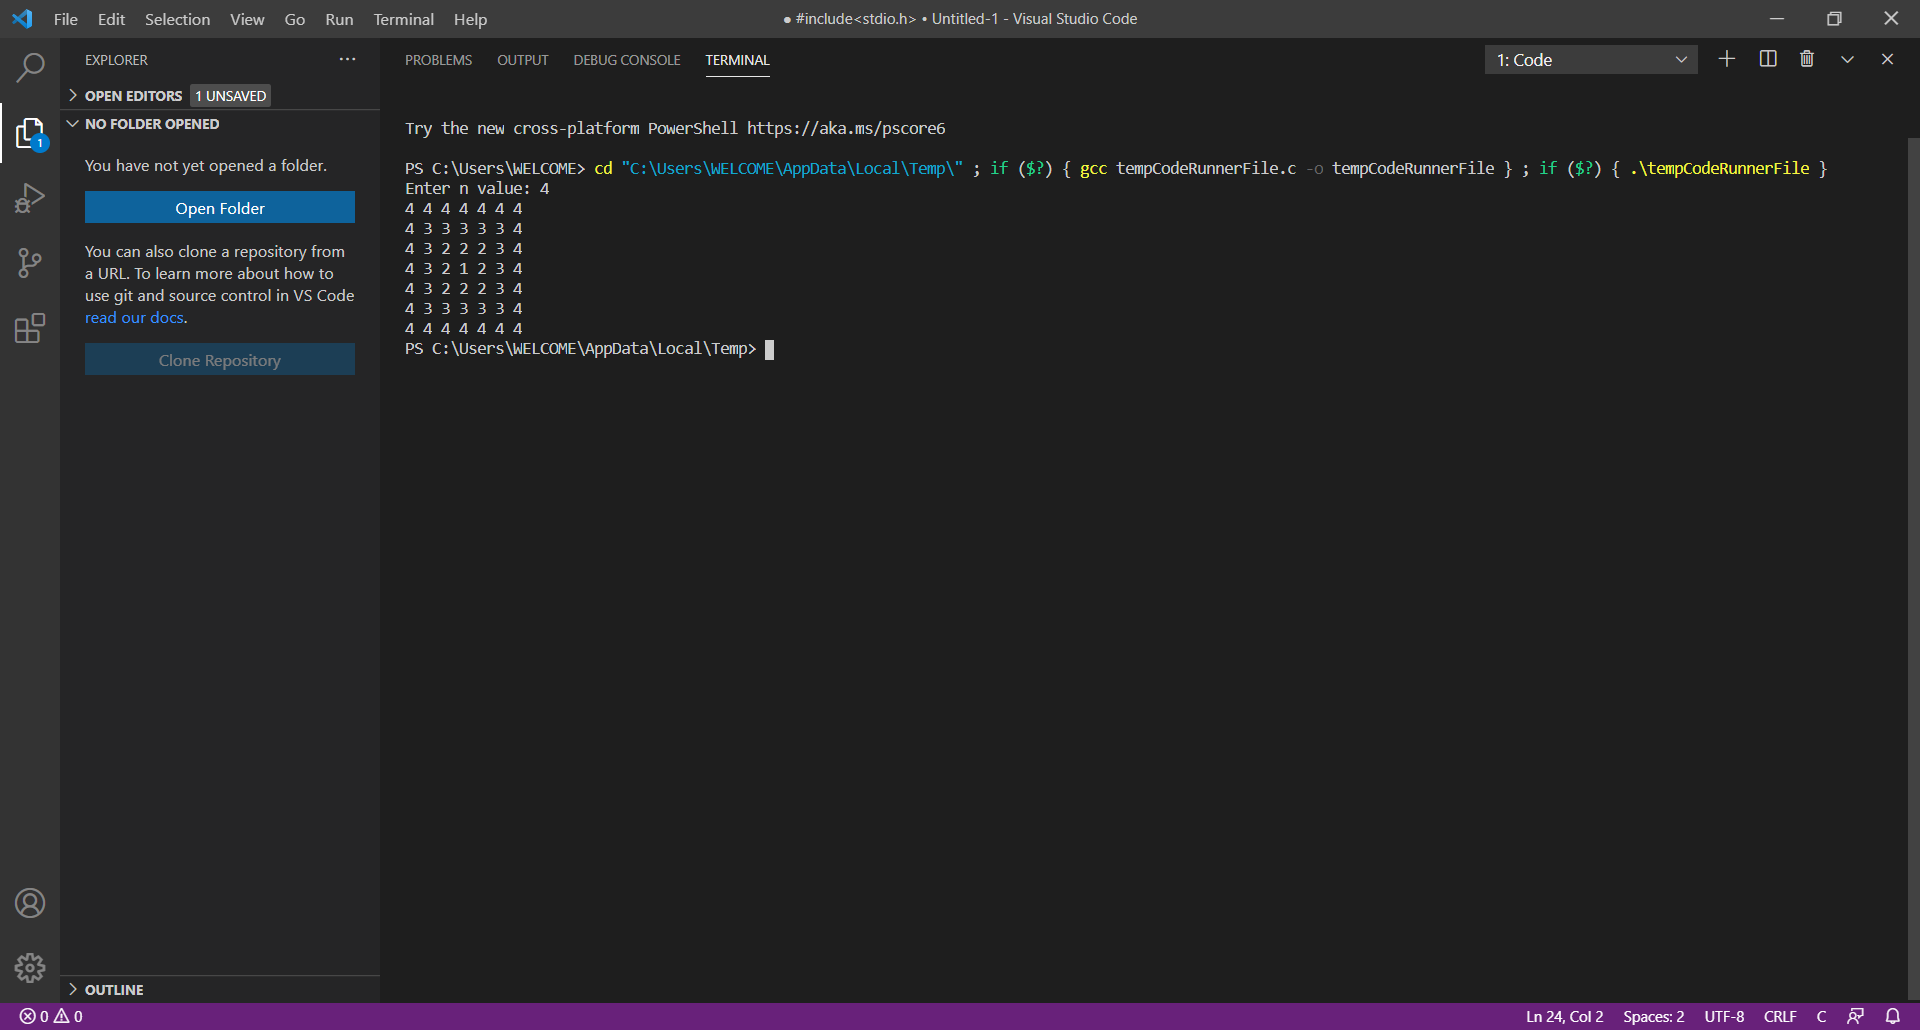 File Edit Selection View Go Run Terminal Help
● #include<stdio.h> • Untitled-1 - Visual Studio Code
EXPLORER
OPEN EDITORS 1 UNSAVED
NO FOLDER OPENED
You have not yet opened a folder.
Open Folder
You can also clone a repository from
a URL. To learn more about how to
use git and source control in VS Code
read our docs.
Clone Repository
OUTLINE
1
PROBLEMS OUTPUT DEBUG CONSOLE TERMINAL
1: Code
Try the new cross-platform PowerShell https://aka.ms/pscore6
PS C:\Users\WELCOME> cd "C:\Users\WELCOME\AppData\Local\Temp\" ; if ($?) { gcc tempCodeRunnerFile.c -o tempCodeRunnerFile } ; if ($?) { .\tempCodeRunnerFile }
Enter n value: 4
4 4 4 4 4 4 4
4 3 3 3 3 3 4
4 3 2 2 2 3 4
4 3 2 1 2 3 4
4 3 2 2 2 3 4
4 3 3 3 3 3 4
4 4 4 4 4 4 4
PS C:\Users\WELCOME\AppData\Local\Temp>
0 0
Ln 24, Col 2 Spaces: 2 UTF-8 CRLF C